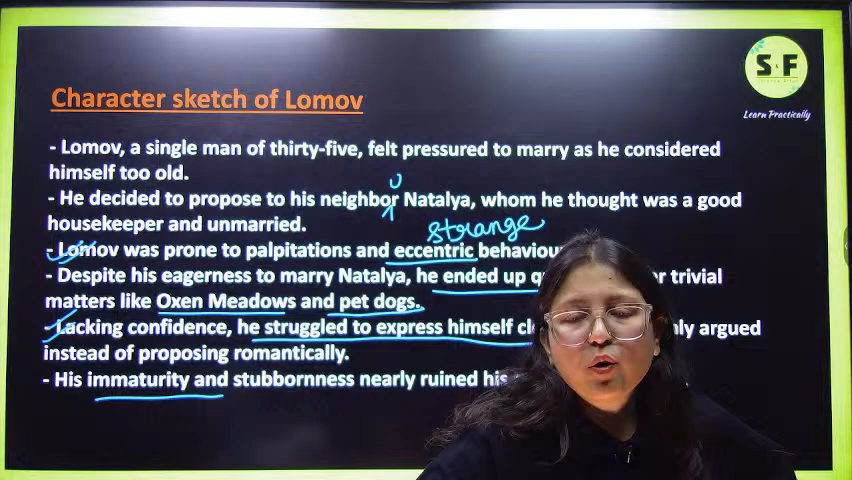 S&F
Learn Practically
Character sketch of Lomov
- Lomov, a single man of thirty-five, felt pressured to marry as he considered
himself too old.
- He decided to propose to his neighbor Natalya, whom he thought was a good
u
housekeeper and unmarried.
strange
- Lomov was prone to palpitations and eccentric behaviour
- Despite his eagerness to marry Natalya, he ended up or trivial
matters like Oxen Meadows and pet dogs.
- Lacking confidence, he struggled to express himself argued
instead of proposing romantically.
- His immaturity and stubbornness nearly ruined his